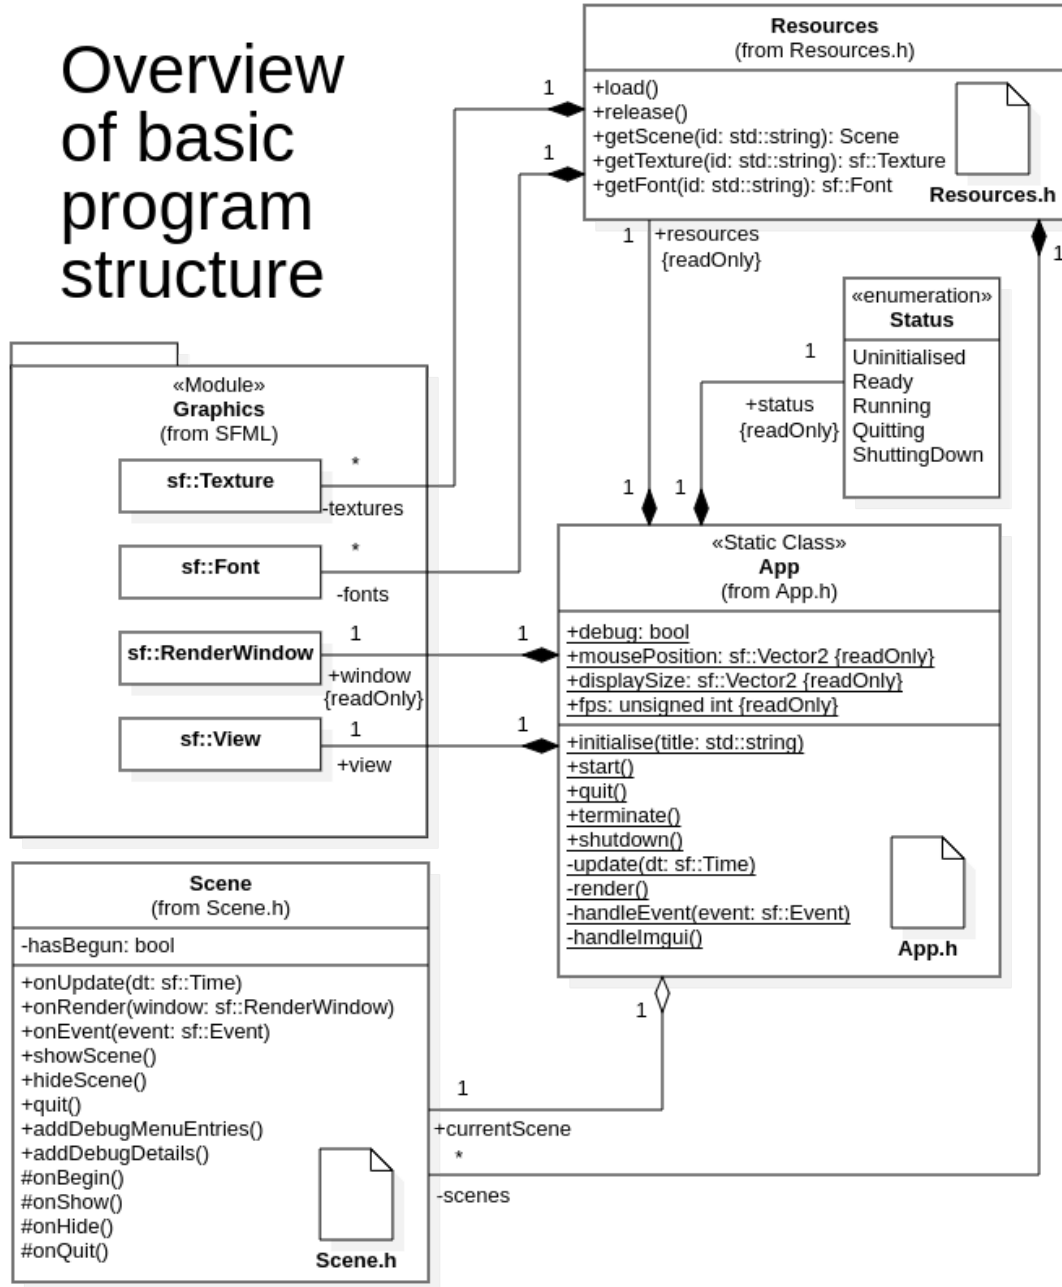 Overview
of basic
program
structure
Resources
(from Resources.h)
+load()
+release()
+getScene(id: std::string): Scene
+getTexture(id: std::string): sf::Texture
+getFont(id: std::string): sf::Font
Resources.h
1
1
1
+resources
{readOnly}
1
«enumeration»
Status
Uninitialised
Ready
Running
Quitting
ShuttingDown
1
+status
{readOnly}
1
1
«Module»
Graphics
(from SFML)
sf::Texture
*
-textures
sf::Font
*
-fonts
sf::RenderWindow
1
1
+window
{readOnly}
sf::View
1
1
+view
«Static Class»
App
(from App.h)
+debug: bool
+mousePosition: sf::Vector2 {readOnly}
+displaySize: sf::Vector2 {readOnly}
+fps: unsigned int {readOnly}
+initialise(title: std::string)
+start()
+quit()
+terminate()
+shutdown()
-update(dt: sf::Time)
-render()
-handleEvent(event: sf::Event)
-handleImgui()
App.h
1
Scene
(from Scene.h)
-hasBegun: bool
+onUpdate(dt: sf::Time)
+onRender(window: sf::RenderWindow)
+onEvent(event: sf::Event)
+showScene()
+hideScene()
+quit()
+addDebugMenuEntries()
+addDebugDetails()
#onBegin()
#onShow()
#onHide()
#onQuit()
Scene.h
1
+currentScene
*
-scenes